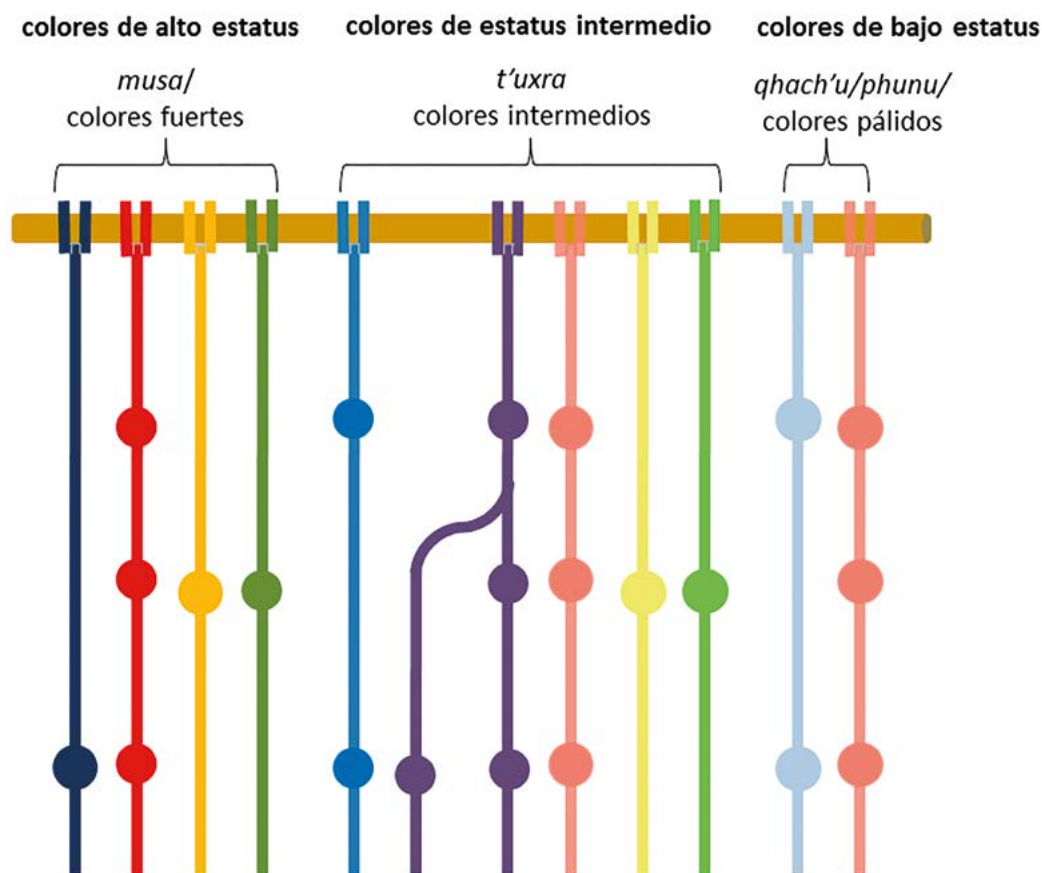 colores de alto estatus
musa/
colores fuertes
colores de estatus intermedio
t’uxra
colores intermedios
colores de bajo estatus
qhach’u/phunu/
colores pálidos